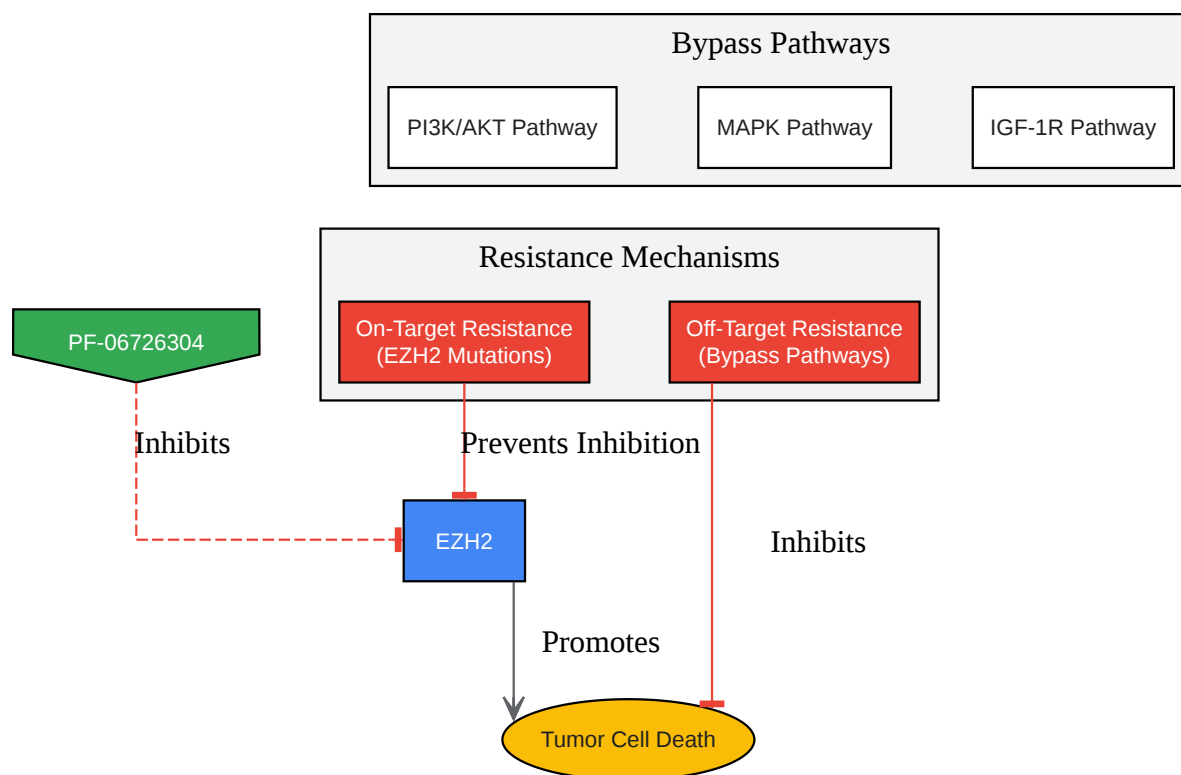 Bypass Pathways
PI3K/AKT Pathway
MAPK Pathway
IGF-1R Pathway
Resistance Mechanisms
On-Target Resistance
(EZH2 Mutations)
Off-Target Resistance
(Bypass Pathways)
PF-06726304
Inhibits
Prevents Inhibition
EZH2
Inhibits
Promotes
Tumor Cell Death